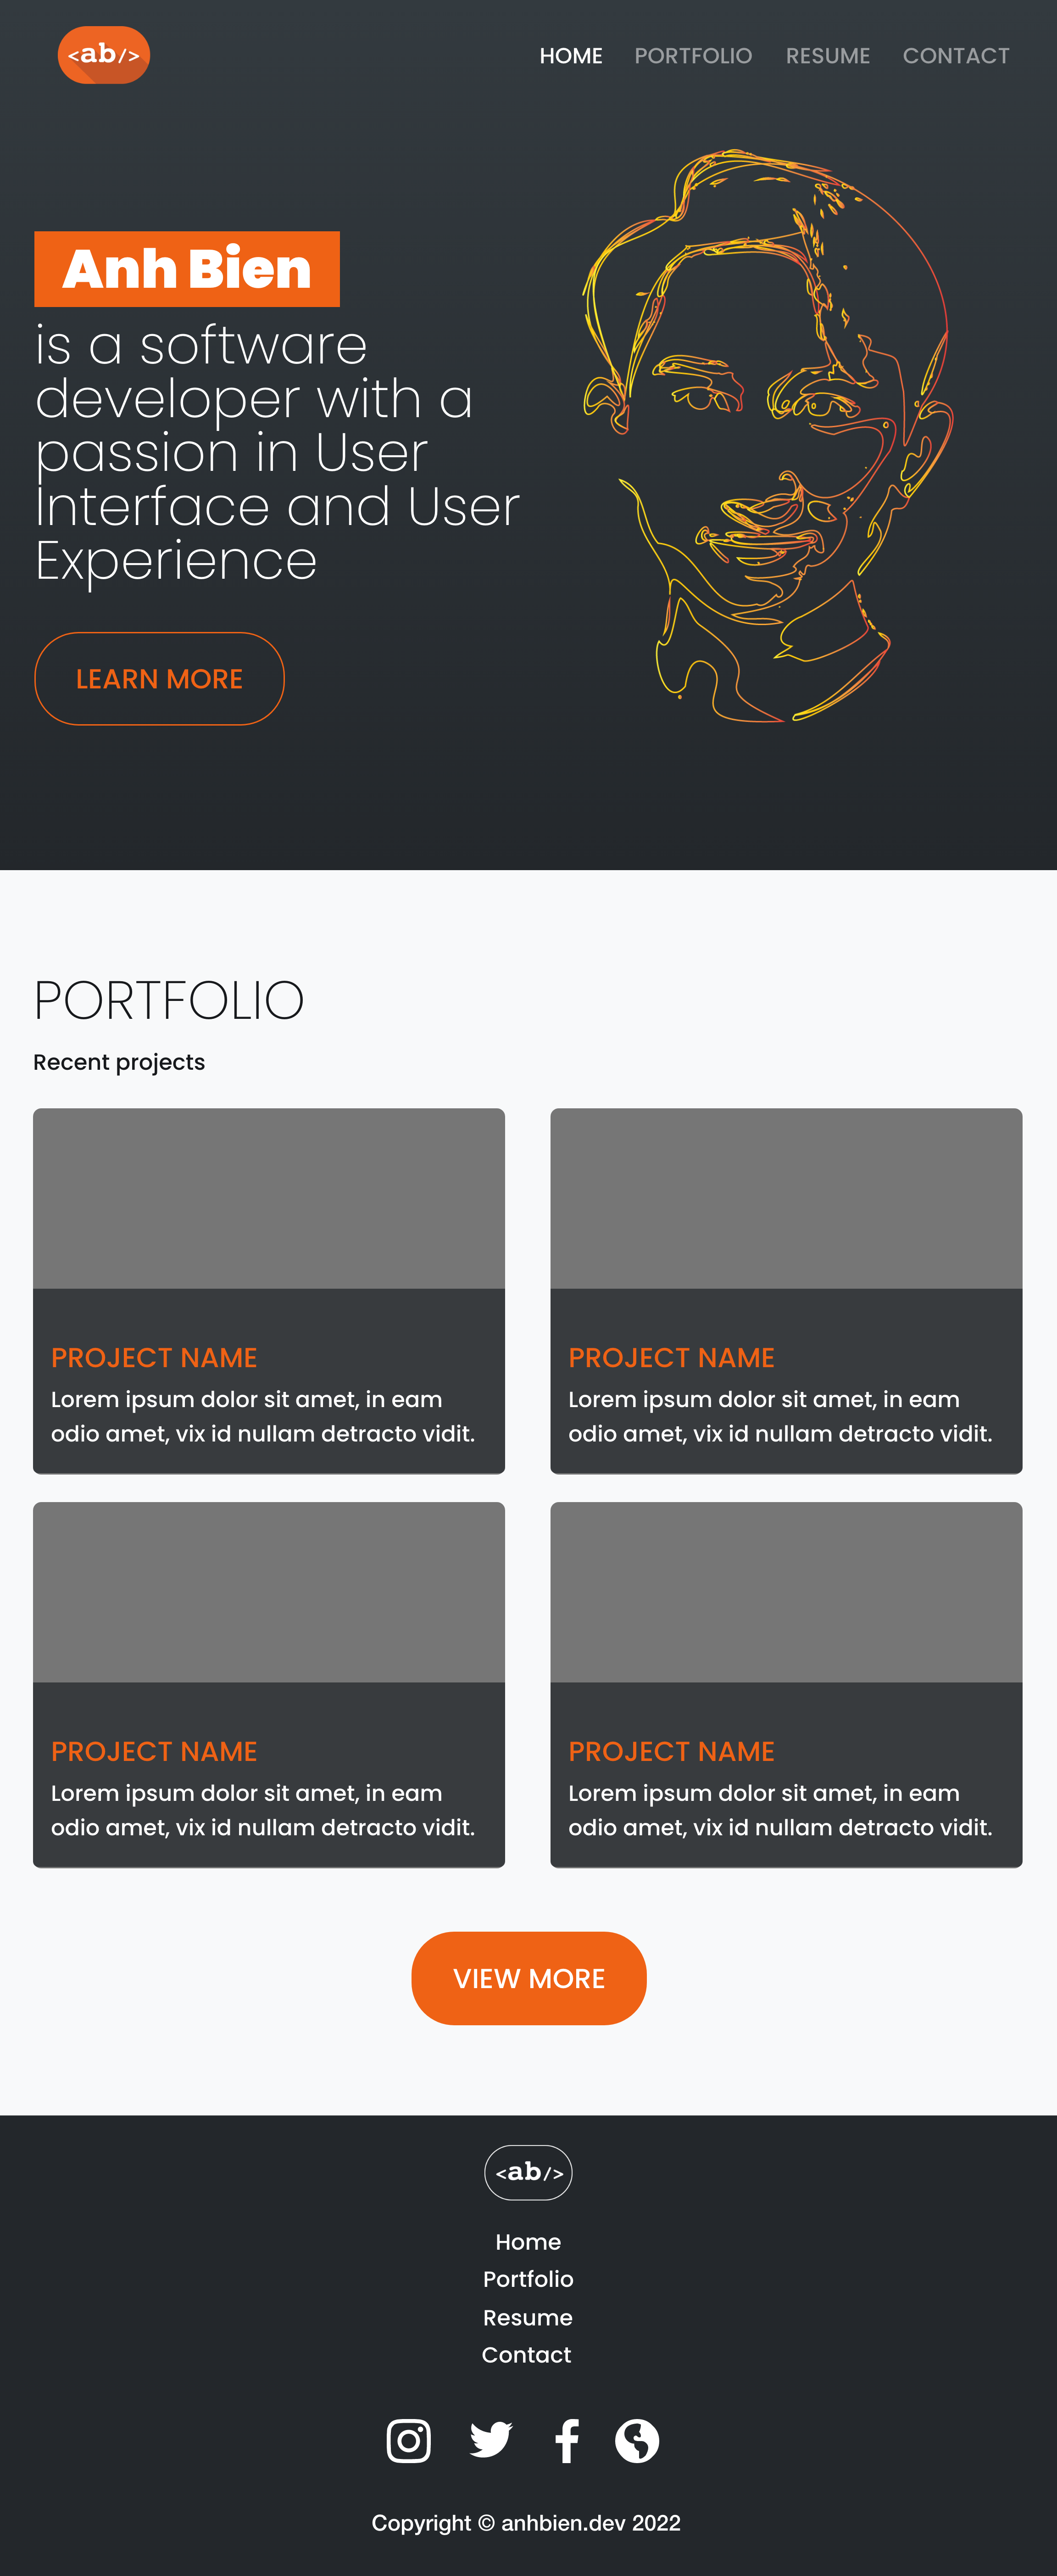 <ab/>
HOME PORTFOLIO RESUME CONTACT
Anh Bien
is a software
developer with a
passion in User
Interface and User
Experience
LEARN MORE
PORTFOLIO
Recent projects
PROJECT NAME
Lorem ipsum dolor sit amet, in eam
odio amet, vix id nullam detracto vidit.
PROJECT NAME
Lorem ipsum dolor sit amet, in eam
odio amet, vix id nullam detracto vidit.
PROJECT NAME
Lorem ipsum dolor sit amet, in eam
odio amet, vix id nullam detracto vidit.
PROJECT NAME
Lorem ipsum dolor sit amet, in eam
odio amet, vix id nullam detracto vidit.
VIEW MORE
<ab/>
Home
Portfolio
Resume
Contact
Copyright © anhbien.dev 2022